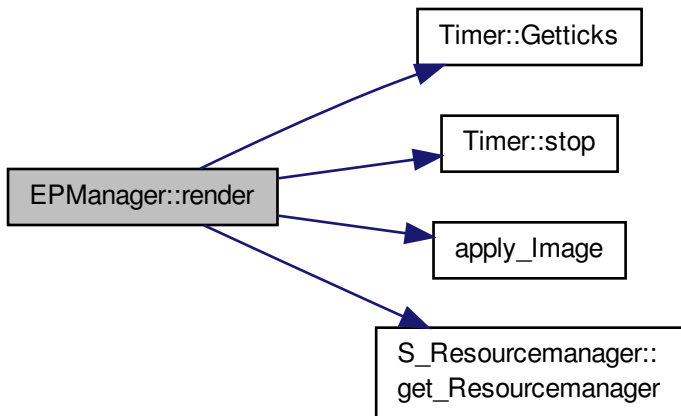 Timer::Getticks
Timer::stop
EPManager::render
apply_Image
S_Resourcemanager::
get_Resourcemanager